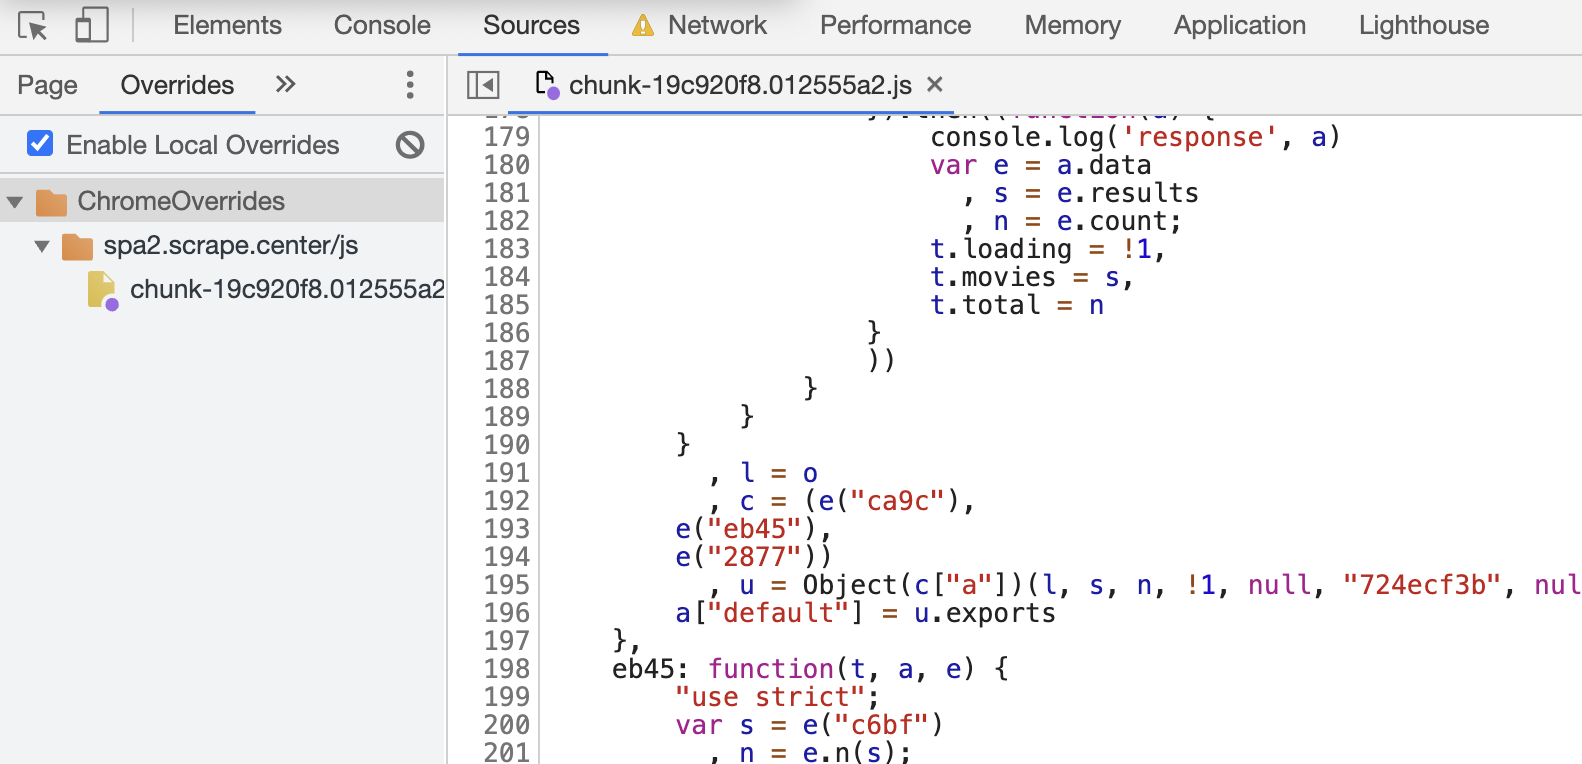 Elements Console Sources Network Performance Memory Application Lighthouse
Page Overrides »
chunk-19c920f8.012555a2.js ×
Enable Local Overrides
ChromeOverrides
spa2.scrape.center/js
chunk-19c920f8.012555a2
179 console.log('response', a)
180 var e = a.data
181 , s = e.results
182 , n = e.count;
183 t.loading = !1,
184 t.movies = s,
185 t.total = n
186 }
187 ))
188 }
189 }
190 }
191 , l = o
192 , c = (e("ca9c"),
193 e("eb45"),
194 e("2877"))
195 , u = Object(c["a"])(l, s, n, !1, null, "724ecf3b", nul
196 a["default"] = u.exports
197 },
198 eb45: function(t, a, e) {
199 "use strict";
200 var s = e("c6bf")
201 , n = e.n(s);